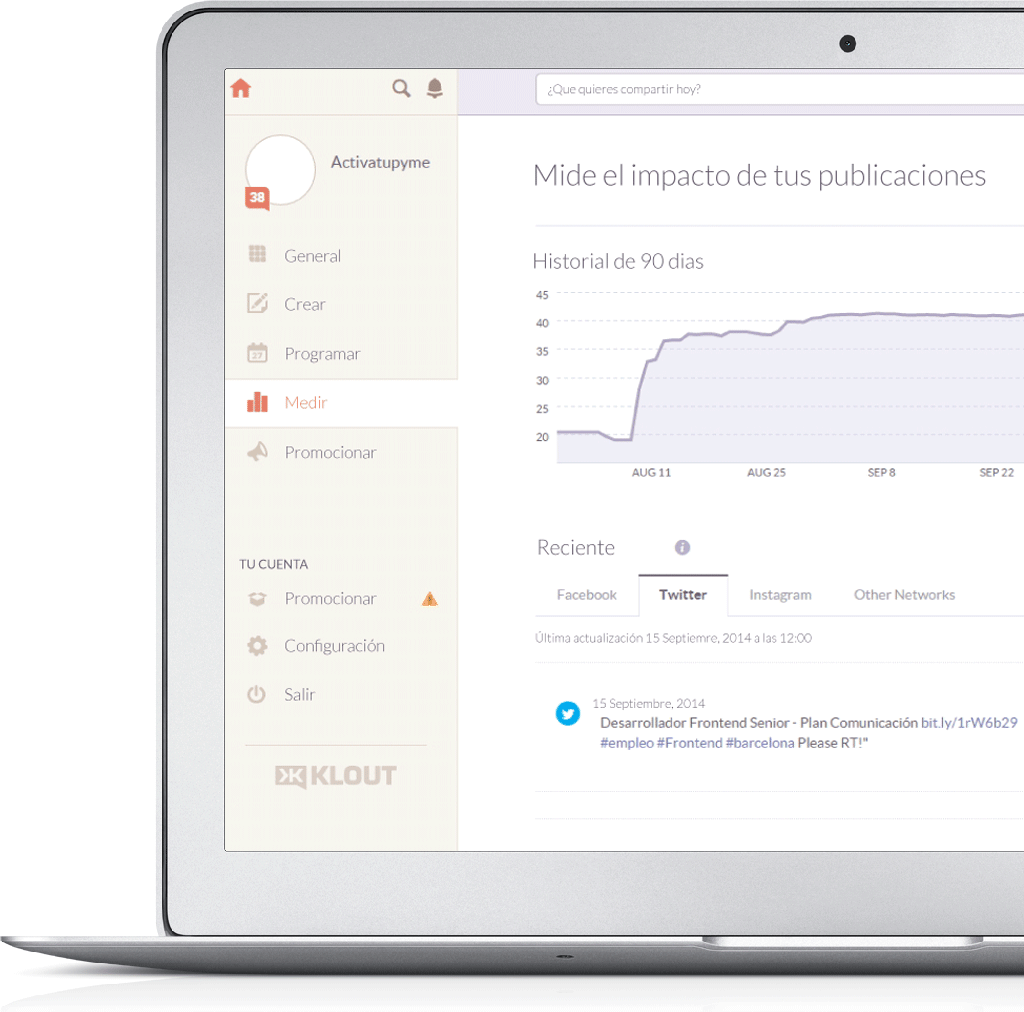 ¿Que quieres compartir hoy?
Activatupyme
38
General
Crear
27
Programar
Medir
Promocionar
TU CUENTA
Promocionar
Configuración
Salir
KLOUT
Mide el impacto de tus publicaciones
Historial de 90 dias
45
40
35
30
25
20
AUG 11 AUG 25 SEP 8 SEP 22
Reciente
Facebook Twitter Instagram Other Networks
Última actualización 15 Septiemre, 2014 a las 12:00
15 Septiembre, 2014
Desarrollador Frontend Senior - Plan Comunicación bit.ly/1rW6b29
#empleo #Frontend #barcelona Please RT!"